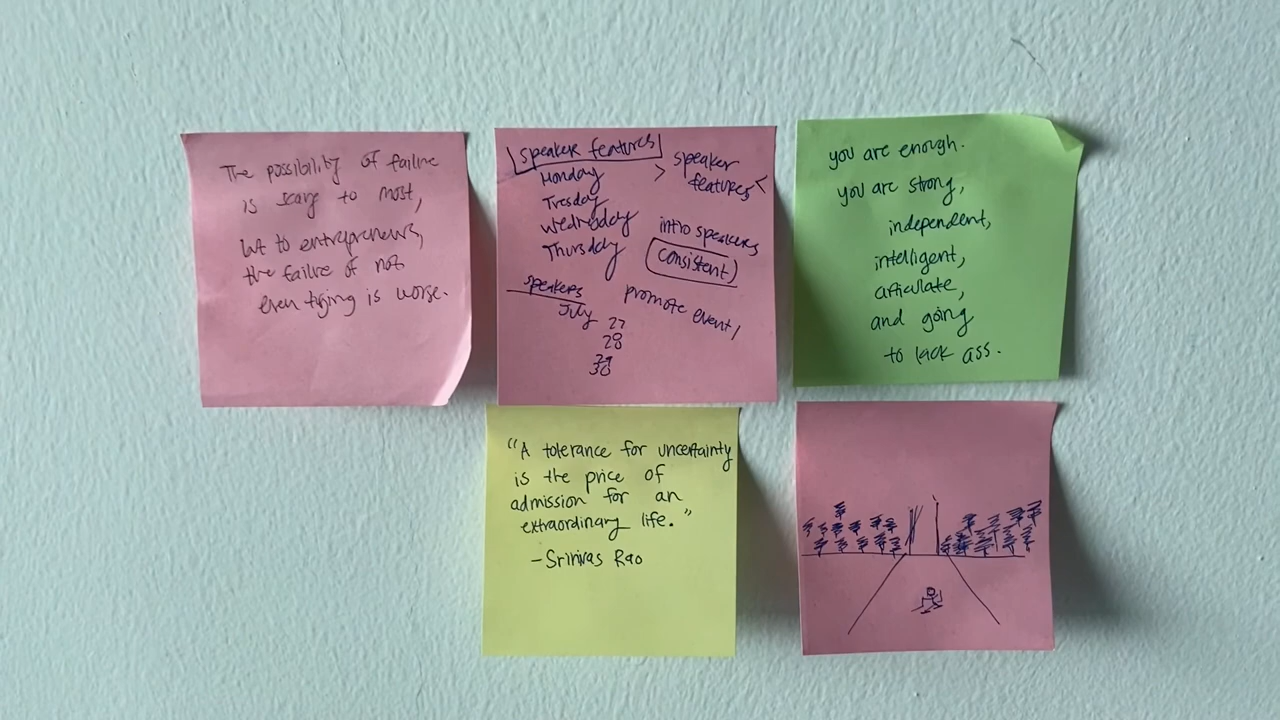 The possibility of failure
is scary to most,
but to entrepreneurs,
the failure of not
even trying is worse.
speaker features
Monday
Tuesday
Wednesday
Thursday
speakers
July
27
28
29
30
> speaker
features <
intro speakers
consistent
promote event,
you are enough.
you are strong,
independent,
intelligent,
articulate,
and going
to kick ass.
"A tolerance for uncertainty
is the price of
admission for an
extraordinary life."
-Srinivas Rao